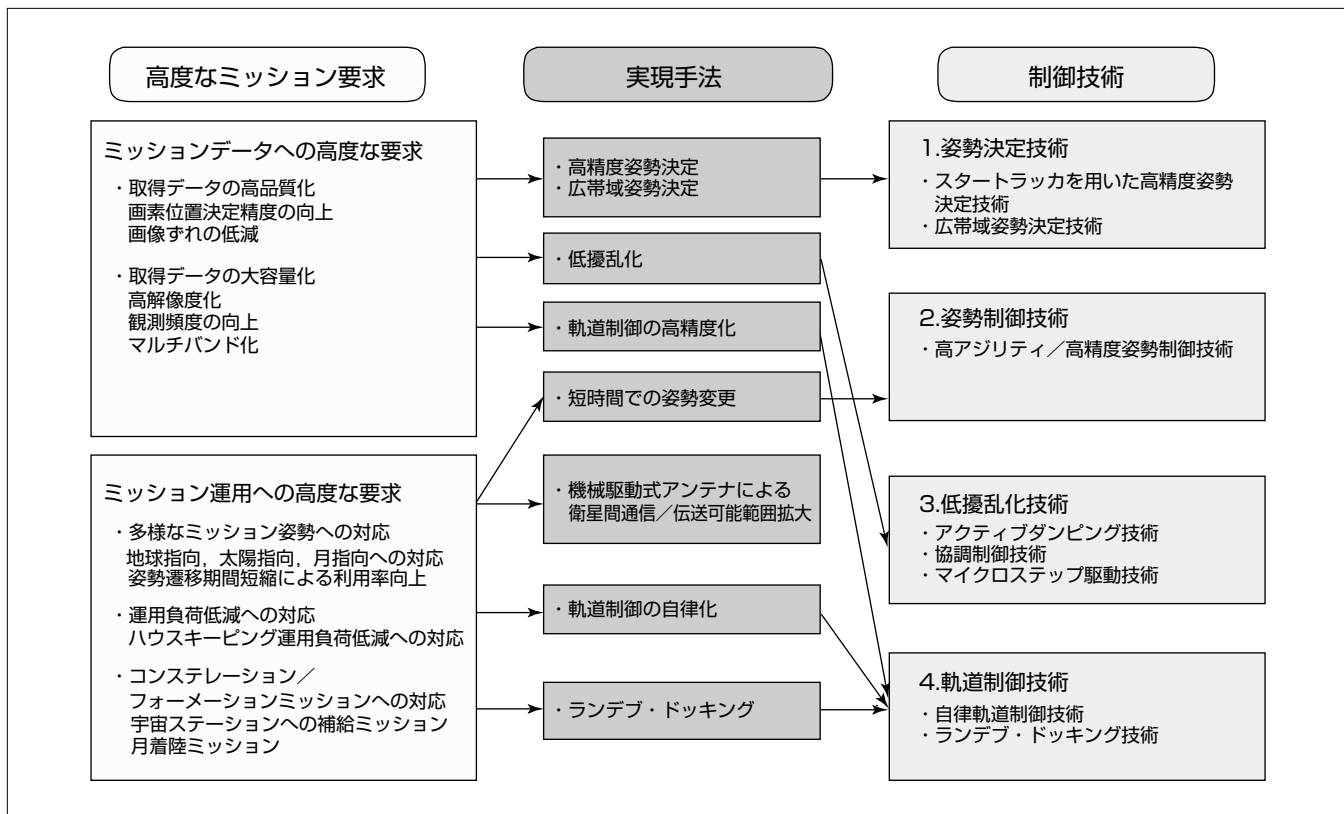 高度なミッション要求
ミッションデータへの高度な要求
・取得データの高品質化
画素位置決定精度の向上
画像ずれの低減
・取得データの大容量化
高解像度化
観測頻度の向上
マルチバンド化
ミッション運用への高度な要求
・多様なミッション姿勢への対応
地球指向，太陽指向，月指向への対応
姿勢遷移期間短縮による利用率向上
・運用負荷低減への対応
ハウスキーピング運用負荷低減への対応
・コンステレーション／
フォーメーションミッションへの対応
宇宙ステーションへの補給ミッション
月着陸ミッション
実現手法
・高精度姿勢決定
・広帯域姿勢決定
・低擾乱化
・軌道制御の高精度化
・短時間での姿勢変更
・機械駆動式アンテナによる
衛星間通信／伝送可能範囲拡大
・軌道制御の自律化
・ランデブ・ドッキング
制御技術
1.姿勢決定技術
・スタートラッカを用いた高精度姿勢
決定技術
・広帯域姿勢決定技術
2.姿勢制御技術
・高アジリティ／高精度姿勢制御技術
3.低擾乱化技術
・アクティブダンピング技術
・協調制御技術
・マイクロステップ駆動技術
4.軌道制御技術
・自律軌道制御技術
・ランデブ・ドッキング技術